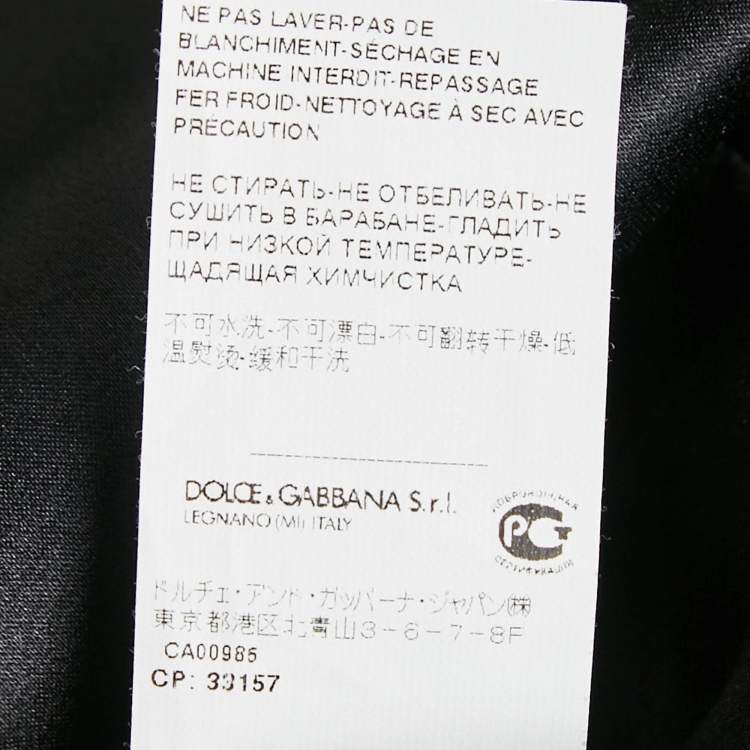 NE PAS LAVER-PAS DE
BLANCHIMENT-SÉCHAGE EN
MACHINE INTERDIT-REPASSAGE
FER FROID-NETTOYAGE À SEC AVEC
PRÉCAUTION
НЕ СТИРАТЬ-НЕ ОТБЕЛИВАТЬ-НЕ
СУШИТЬ В БАРАБАНЕ-ГЛАДИТЬ
ПРИ НИЗКОЙ ТЕМПЕРАТУРЕ-
ЩАДЯЩАЯ ХИМЧИСТКА
不可水洗-不可漂白-不可翻转干燥-低
温熨烫-缓和干洗
DOLCE & GABBANA S.r.l.
LEGNANO (MI) ITALY
ДОБРОВОЛЬНАЯ
РСТ
СЕРТИФИКАЦИЯ
ドルチェ・アンド・ガッバーナ・ジャパン㈱
東京都港区北青山3-6-7-8F
CA00985
CP: 33157